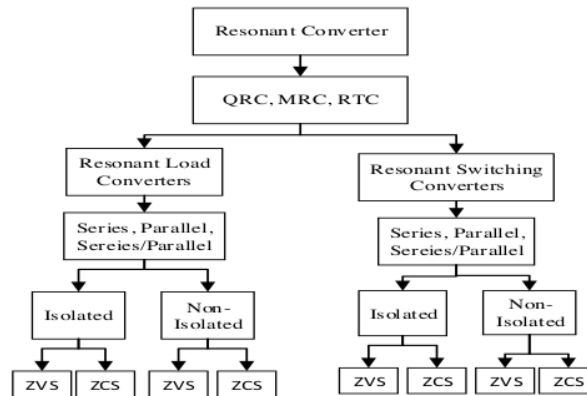 Resonant Converter
QRC, MRC, RTC
Resonant Load
Converters
Resonant Switching
Converters
Series, Parallel,
Sereies/Parallel
Series, Parallel,
Sereies/Parallel
Isolated
Non-
Isolated
Isolated
Non-
Isolated
ZVS
ZCS
ZVS
ZCS
ZVS
ZCS
ZVS
ZCS